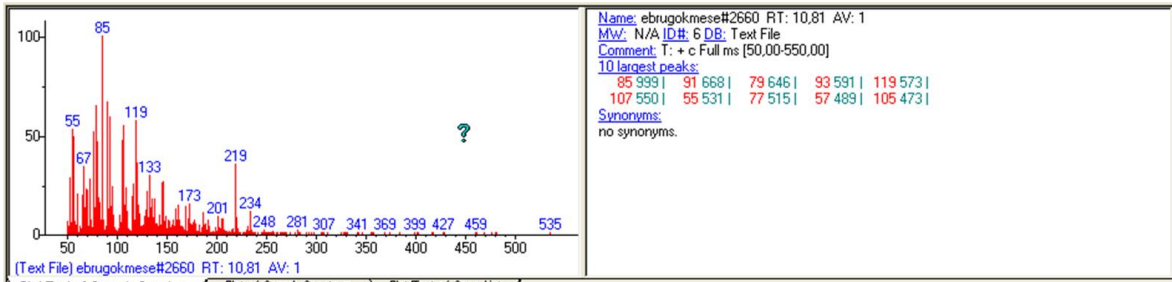 100-
50-
0-
85
119
55
67
133
173
219
201
234
248
281
307
341
369
399
427
459
535
?
50 100 150 200 250 300 350 400 450 500
(Text File) ebrugokmese#2660 RT: 10,81 AV: 1
Name: ebrugokmese#2660 RT: 10,81 AV: 1
MW: N/A ID#: 6 DB: Text File
Comment: T: + c Full ms [50,00-550,00]
10 largest peaks:
85 999 | 91 668 | 79 646 | 93 591 | 119 573 |
107 550 | 55 531 | 77 515 | 57 489 | 105 473 |
Synonyms:
no synonyms.